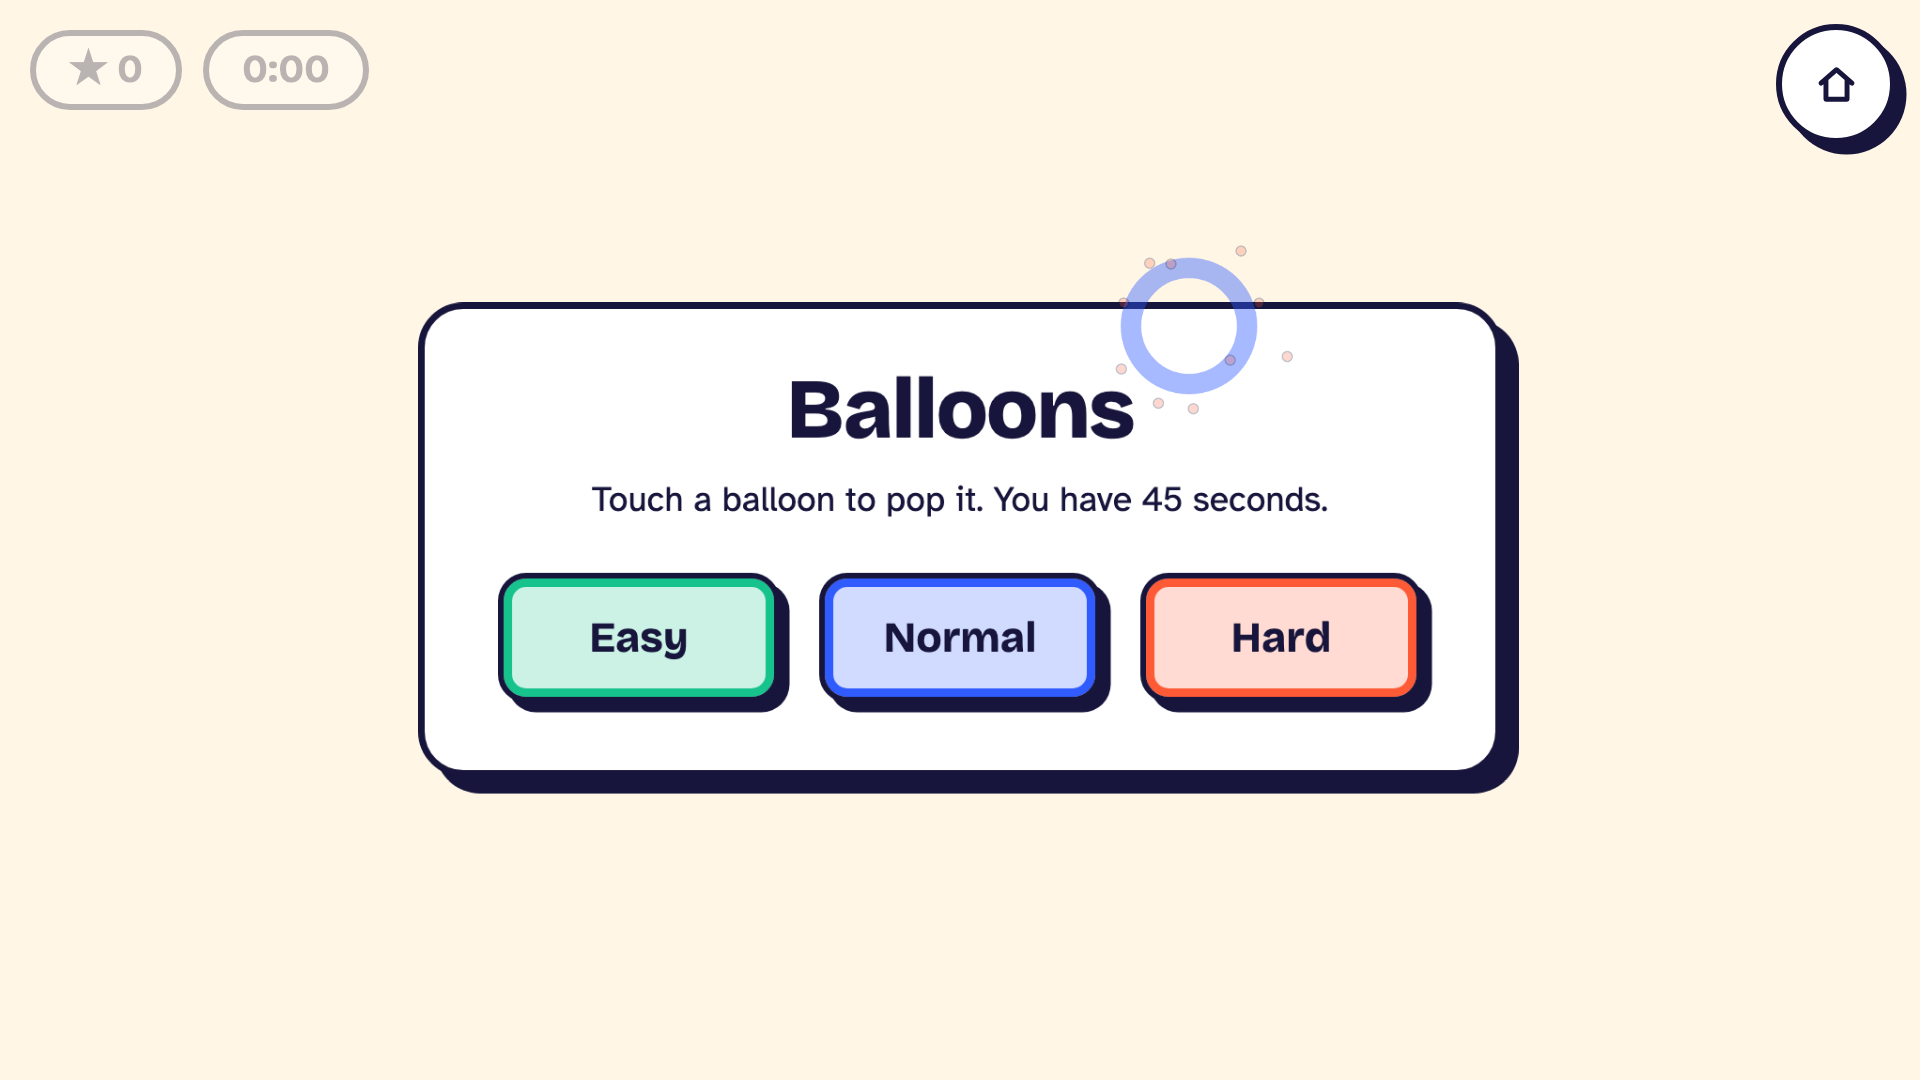 ★ 0
0:00
Balloons
Touch a balloon to pop it. You have 45 seconds.
Easy
Normal
Hard